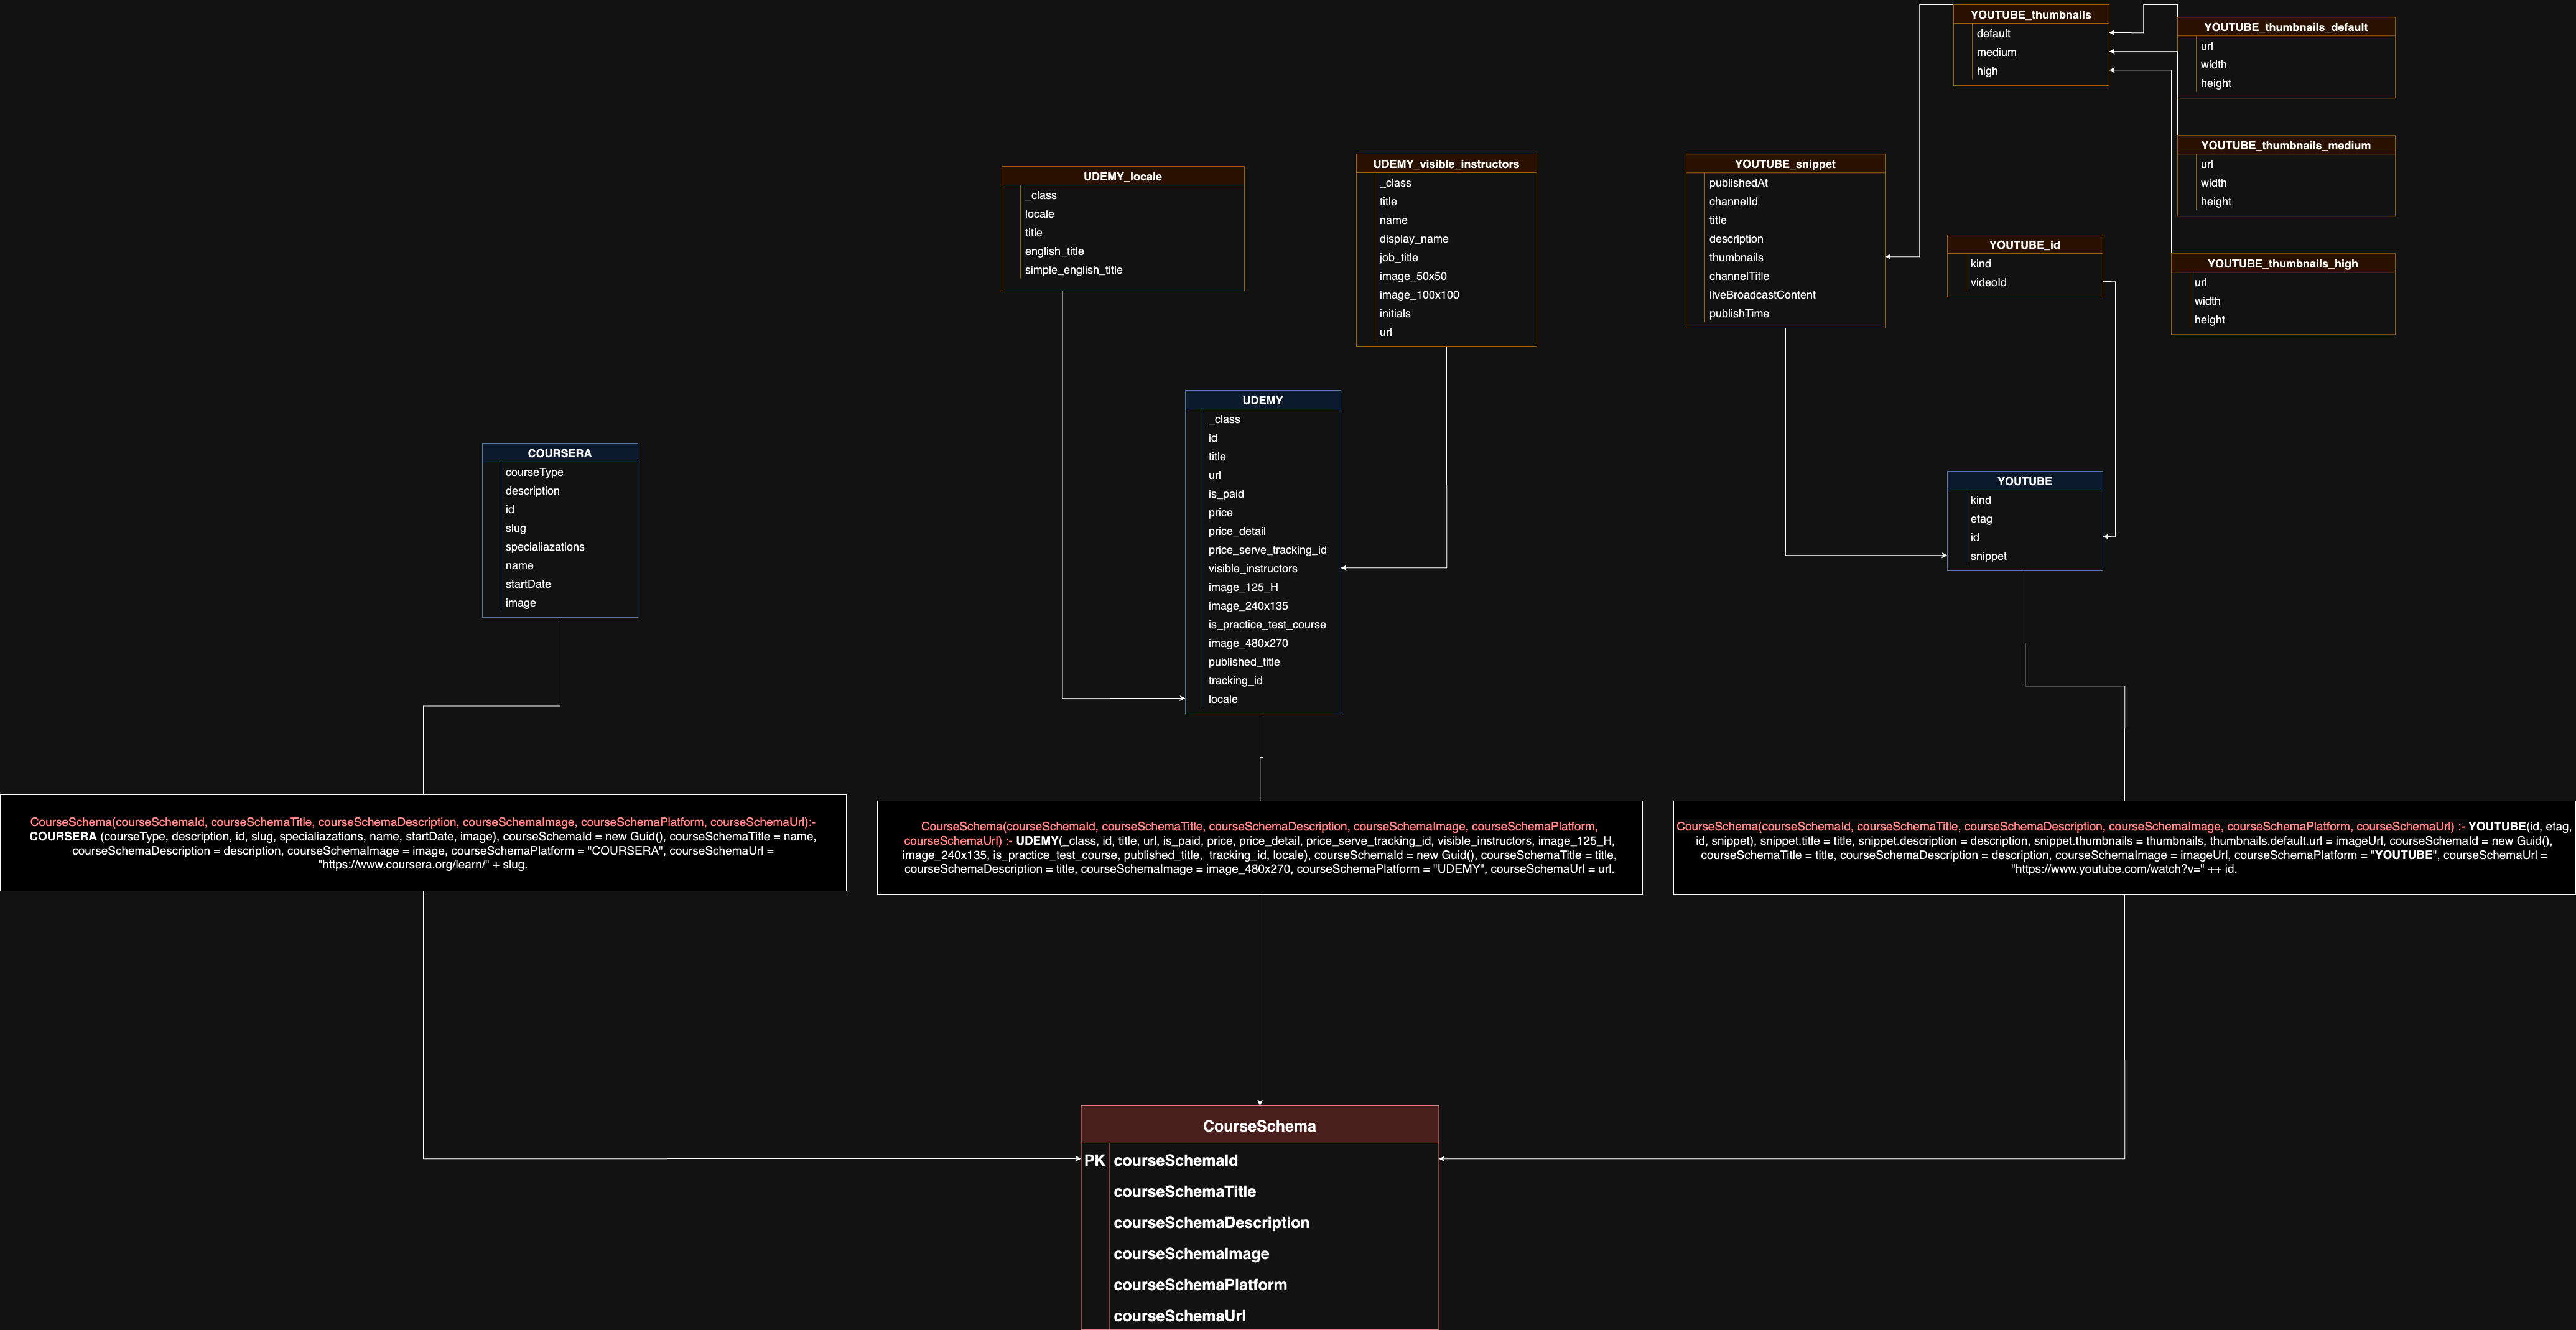 YOUTUBE_thumbnails
default
medium
high
YOUTUBE_thumbnails_default
url
width
height
YOUTUBE_thumbnails_medium
url
width
height
YOUTUBE_thumbnails_high
url
width
height
UDEMY_locale
_class
locale
title
english_title
simple_english_title
UDEMY_visible_instructors
_class
title
name
display_name
job_title
image_50x50
image_100x100
initials
url
YOUTUBE_snippet
publishedAt
channelId
title
description
thumbnails
channelTitle
liveBroadcastContent
publishTime
YOUTUBE_id
kind
videoId
COURSERA
courseType
description
id
slug
specialiazations
name
startDate
image
UDEMY
_class
id
title
url
is_paid
price
price_detail
price_serve_tracking_id
visible_instructors
image_125_H
image_240x135
is_practice_test_course
image_480x270
published_title
tracking_id
locale
YOUTUBE
kind
etag
id
snippet
CourseSchema(courseSchemaId, courseSchemaTitle, courseSchemaDescription, courseSchemaImage, courseSchemaPlatform, courseSchemaUrl):-
COURSERA (courseType, description, id, slug, specialiazations, name, startDate, image), courseSchemaId = new Guid(), courseSchemaTitle = name,
courseSchemaDescription = description, courseSchemaImage = image, courseSchemaPlatform = "COURSERA", courseSchemaUrl =
"https://www.coursera.org/learn/" + slug.
CourseSchema(courseSchemaId, courseSchemaTitle, courseSchemaDescription, courseSchemaImage, courseSchemaPlatform,
courseSchemaUrl) :- UDEMY(_class, id, title, url, is_paid, price, price_detail, price_serve_tracking_id, visible_instructors, image_125_H,
image_240x135, is_practice_test_course, published_title, tracking_id, locale), courseSchemaId = new Guid(), courseSchemaTitle = title,
courseSchemaDescription = title, courseSchemaImage = image_480x270, courseSchemaPlatform = "UDEMY", courseSchemaUrl = url.
CourseSchema(courseSchemaId, courseSchemaTitle, courseSchemaDescription, courseSchemaImage, courseSchemaPlatform, courseSchemaUrl) :- YOUTUBE(id, etag,
id, snippet), snippet.title = title, snippet.description = description, snippet.thumbnails = thumbnails, thumbnails.default.url = imageUrl, courseSchemaId = new Guid(),
courseSchemaTitle = title, courseSchemaDescription = description, courseSchemaImage = imageUrl, courseSchemaPlatform = "YOUTUBE", courseSchemaUrl =
"https://www.youtube.com/watch?v=" ++ id.
CourseSchema
PK courseSchemaId
courseSchemaTitle
courseSchemaDescription
courseSchemaImage
courseSchemaPlatform
courseSchemaUrl